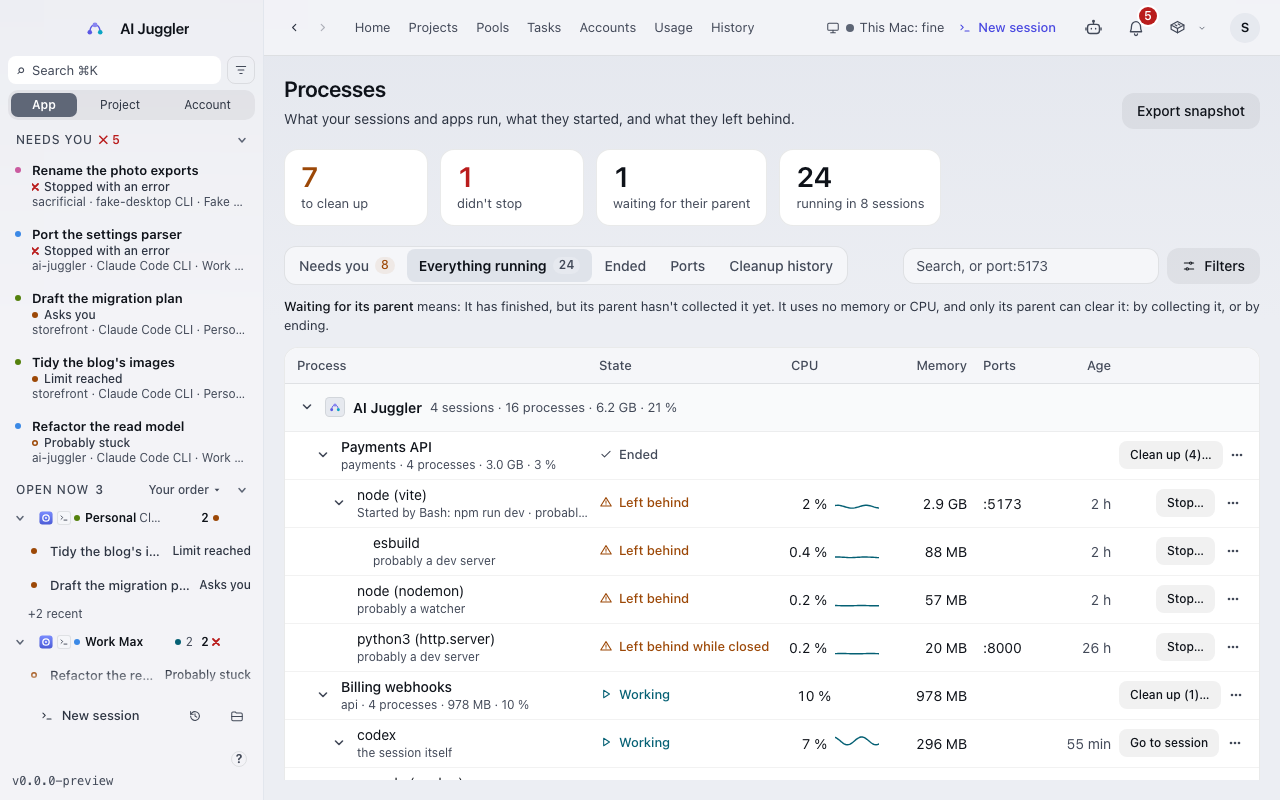 AI Juggler
Search ⌘K
App Project Account
NEEDS YOU 5
Rename the photo exports
Stopped with an error
sacrificial · fake-desktop CLI · Fake ...
Port the settings parser
Stopped with an error
ai-juggler · Claude Code CLI · Work ...
Draft the migration plan
Asks you
storefront · Claude Code CLI · Perso...
Tidy the blog's images
Limit reached
storefront · Claude Code CLI · Perso...
Refactor the read model
Probably stuck
ai-juggler · Claude Code CLI · Work ...
OPEN NOW 3 Your order
Personal Cl... 2
Tidy the blog's i... Limit reached
Draft the migration p... Asks you
+2 recent
Work Max 2 2
Refactor the re... Probably stuck
New session
?
v0.0.0-preview
Home Projects Pools Tasks Accounts Usage History This Mac: fine New session 5 S
Processes
What your sessions and apps run, what they started, and what they left behind.
Export snapshot
7
to clean up
1
didn't stop
1
waiting for their parent
24
running in 8 sessions
Needs you 8 Everything running 24 Ended Ports Cleanup history
Search, or port:5173
Filters
Waiting for its parent means: It has finished, but its parent hasn't collected it yet. It uses no memory or CPU, and only its parent can clear it: by collecting it, or by
ending.
Process State CPU Memory Ports Age
AI Juggler 4 sessions · 16 processes · 6.2 GB · 21 %
Payments API Ended Clean up (4)...
payments · 4 processes · 3.0 GB · 3 %
node (vite) Left behind 2 % 2.9 GB :5173 2 h Stop...
Started by Bash: npm run dev · probabl...
esbuild Left behind 0.4 % 88 MB 2 h Stop...
probably a dev server
node (nodemon) Left behind 0.2 % 57 MB 2 h Stop...
probably a watcher
python3 (http.server) Left behind while closed 0.2 % 20 MB :8000 26 h Stop...
probably a dev server
Billing webhooks Working 10 % 978 MB Clean up (1)...
api · 4 processes · 978 MB · 10 %
codex Working 7 % 296 MB 55 min Go to session
the session itself